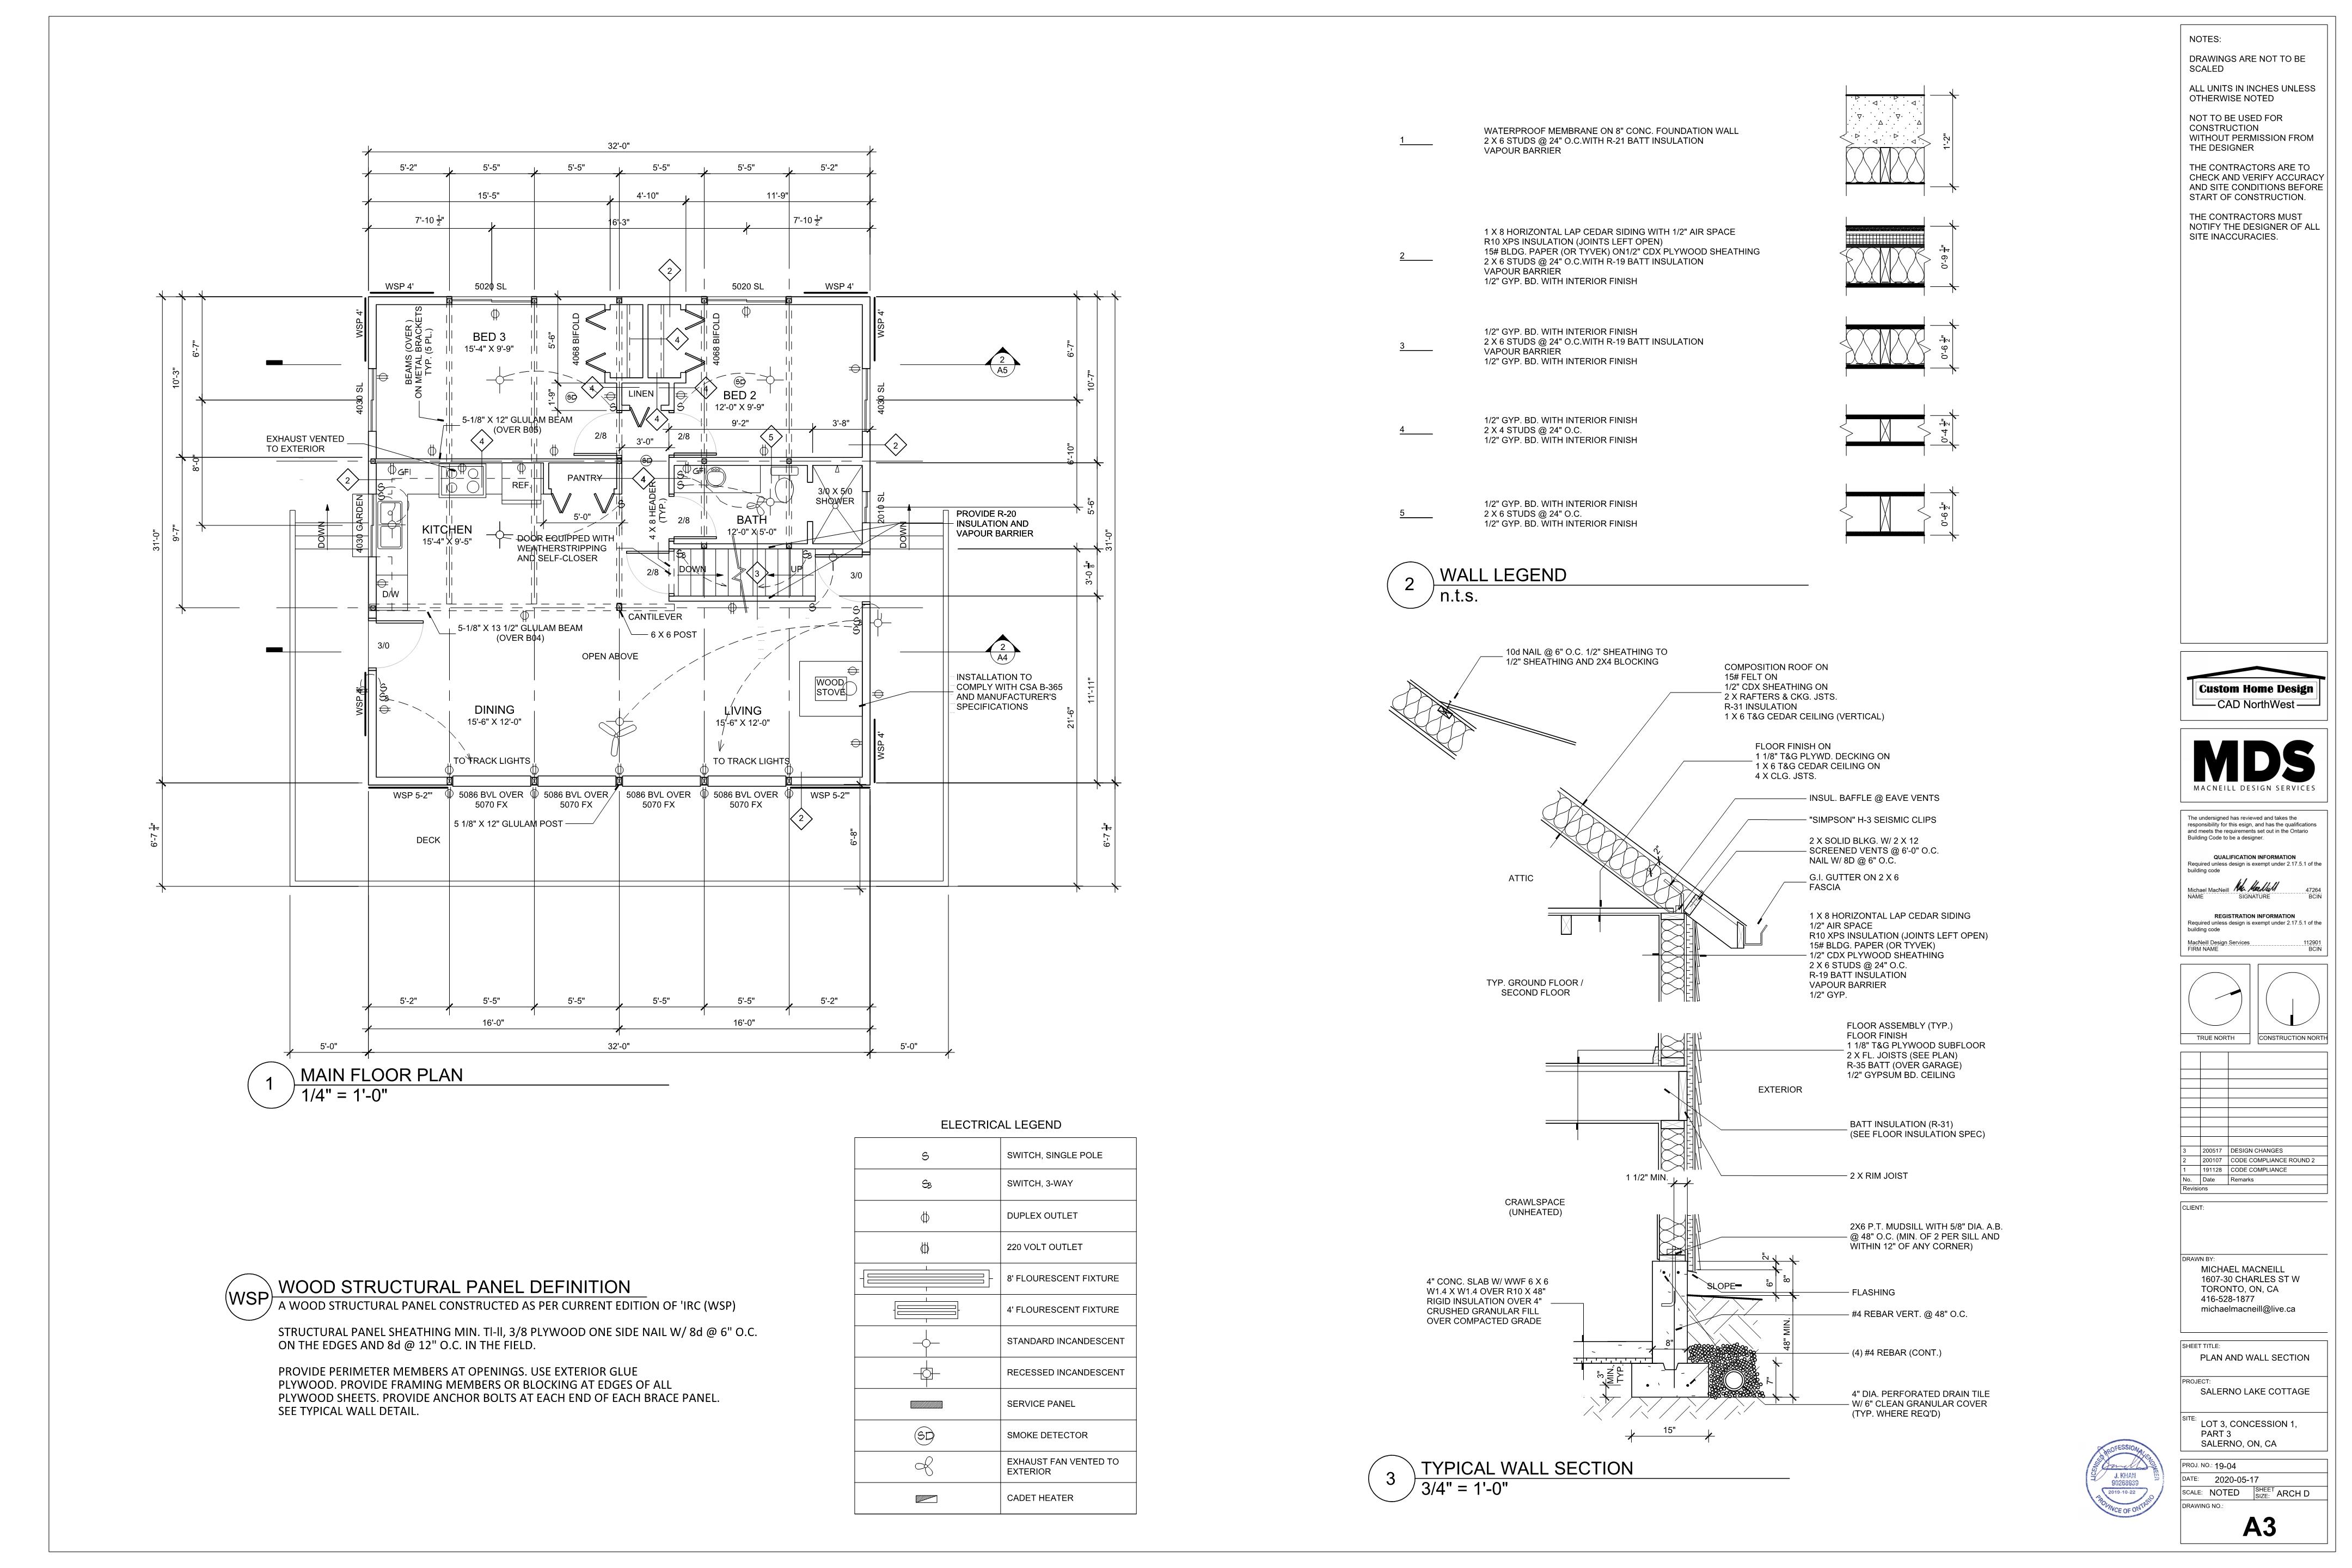 32'-0"
5'-2" 5'-5" 5'-5" 5'-5" 5'-5" 5'-2"
15'-5" 4'-10" 11'-9"
7'-10 1/2" 16'-3" 7'-10 1/2"
2
WSP 4' 5020 SL 5020 SL WSP 4'
WSP 4'
WSP 4'
BEAMS (OVER )
ON METAL BRACKETS
TYP. (5 PL.)
BED 3
15'-4" X 9'-9"
5'-6"
4068 BIFOLD
4068 BIFOLD
4
6'-7"
10'-3"
6'-7"
10'-7"
2
A5
4030 SL
4030 SL
1'-9"
4
SD
LINEN
4
SD
BED 2
12'-0" X 9'-9"
5-1/8" X 12" GLULAM BEAM
(OVER B05)
4
9'-2" 3'-8"
EXHAUST VENTED
TO EXTERIOR
4
2/8
3'-0"
2/8
5
2
8'-0"
6'-10"
SD
GFI
GFI
2
REF.
PANTRY
4
3/0 X 5/0
SHOWER
4030 GARDEN
2010 SL
4 X 8 HEADER
(TYP.)
5'-0"
2/8
BATH
12'-0" X 5'-0"
KITCHEN
15'-4" X 9'-5"
DOWN
DOWN
PROVIDE R-20
INSULATION AND
VAPOUR BARRIER
DOOR EQUIPPED WITH
WEATHERSTRIPPING
AND SELF-CLOSER
31'-0"
9'-7"
5'-6"
31'-0"
3'-0 5/8"
2/8
DOWN
3
UP
3/0
D/W
CANTILEVER
5-1/8" X 13 1/2" GLULAM BEAM
(OVER B04)
6 X 6 POST
3/0
OPEN ABOVE
2
A4
WSP 4'
WOOD
STOVE
INSTALLATION TO
COMPLY WITH CSA B-365
AND MANUFACTURER'S
SPECIFICATIONS
DINING
15'-6" X 12'-0"
LIVING
15'-6" X 12'-0"
11'-11"
21'-6"
WSP 4'
TO TRACK LIGHTS
TO TRACK LIGHTS
WSP 5-2"'
5086 BVL OVER
5070 FX
5086 BVL OVER
5070 FX
5086 BVL OVER
5070 FX
5086 BVL OVER
5070 FX
WSP 5-2"'
2
5 1/8" X 12" GLULAM POST
DECK
6'-7 1/4"
6'-8"
6'-7 1/4"
5'-2" 5'-5" 5'-5" 5'-5" 5'-5" 5'-2"
16'-0" 16'-0"
5'-0" 32'-0" 5'-0"
1 MAIN FLOOR PLAN
1/4" = 1'-0"
WSP WOOD STRUCTURAL PANEL DEFINITION
A WOOD STRUCTURAL PANEL CONSTRUCTED AS PER CURRENT EDITION OF 'IRC (WSP)
STRUCTURAL PANEL SHEATHING MIN. Tl-ll, 3/8 PLYWOOD ONE SIDE NAIL W/ 8d @ 6" O.C.
ON THE EDGES AND 8d @ 12" O.C. IN THE FIELD.
PROVIDE PERIMETER MEMBERS AT OPENINGS. USE EXTERIOR GLUE
PLYWOOD. PROVIDE FRAMING MEMBERS OR BLOCKING AT EDGES OF ALL
PLYWOOD SHEETS. PROVIDE ANCHOR BOLTS AT EACH END OF EACH BRACE PANEL.
SEE TYPICAL WALL DETAIL.
ELECTRICAL LEGEND
SWITCH, SINGLE POLE
SWITCH, 3-WAY
DUPLEX OUTLET
220 VOLT OUTLET
8' FLOURESCENT FIXTURE
4' FLOURESCENT FIXTURE
STANDARD INCANDESCENT
RECESSED INCANDESCENT
SERVICE PANEL
SD SMOKE DETECTOR
EXHAUST FAN VENTED TO
EXTERIOR
CADET HEATER
1
WATERPROOF MEMBRANE ON 8" CONC. FOUNDATION WALL
2 X 6 STUDS @ 24" O.C.WITH R-21 BATT INSULATION
VAPOUR BARRIER
1'-2"
2
1 X 8 HORIZONTAL LAP CEDAR SIDING WITH 1/2" AIR SPACE
R10 XPS INSULATION (JOINTS LEFT OPEN)
15# BLDG. PAPER (OR TYVEK) ON1/2" CDX PLYWOOD SHEATHING
2 X 6 STUDS @ 24" O.C.WITH R-19 BATT INSULATION
VAPOUR BARRIER
1/2" GYP. BD. WITH INTERIOR FINISH
0'-9 1/4"
3
1/2" GYP. BD. WITH INTERIOR FINISH
2 X 6 STUDS @ 24" O.C.WITH R-19 BATT INSULATION
VAPOUR BARRIER
1/2" GYP. BD. WITH INTERIOR FINISH
0'-6 1/2"
4
1/2" GYP. BD. WITH INTERIOR FINISH
2 X 4 STUDS @ 24" O.C.
1/2" GYP. BD. WITH INTERIOR FINISH
0'-4 1/2"
5
1/2" GYP. BD. WITH INTERIOR FINISH
2 X 6 STUDS @ 24" O.C.
1/2" GYP. BD. WITH INTERIOR FINISH
0'-6 1/2"
2 WALL LEGEND
n.t.s.
10d NAIL @ 6" O.C. 1/2" SHEATHING TO
1/2" SHEATHING AND 2X4 BLOCKING
COMPOSITION ROOF ON
15# FELT ON
1/2" CDX SHEATHING ON
2 X RAFTERS & CKG. JSTS.
R-31 INSULATION
1 X 6 T&G CEDAR CEILING (VERTICAL)
FLOOR FINISH ON
1 1/8" T&G PLYWD. DECKING ON
1 X 6 T&G CEDAR CEILING ON
4 X CLG. JSTS.
INSUL. BAFFLE @ EAVE VENTS
"SIMPSON" H-3 SEISMIC CLIPS
2 X SOLID BLKG. W/ 2 X 12
SCREENED VENTS @ 6'-0" O.C.
NAIL W/ 8D @ 6" O.C.
2"
ATTIC
G.I. GUTTER ON 2 X 6
FASCIA
1 X 8 HORIZONTAL LAP CEDAR SIDING
1/2" AIR SPACE
R10 XPS INSULATION (JOINTS LEFT OPEN)
15# BLDG. PAPER (OR TYVEK)
1/2" CDX PLYWOOD SHEATHING
2 X 6 STUDS @ 24" O.C.
R-19 BATT INSULATION
VAPOUR BARRIER
1/2" GYP.
TYP. GROUND FLOOR /
SECOND FLOOR
FLOOR ASSEMBLY (TYP.)
FLOOR FINISH
1 1/8" T&G PLYWOOD SUBFLOOR
2 X FL. JOISTS (SEE PLAN)
R-35 BATT (OVER GARAGE)
1/2" GYPSUM BD. CEILING
EXTERIOR
BATT INSULATION (R-31)
(SEE FLOOR INSULATION SPEC)
1 1/2" MIN.
2 X RIM JOIST
CRAWLSPACE
(UNHEATED)
2X6 P.T. MUDSILL WITH 5/8" DIA. A.B.
@ 48" O.C. (MIN. OF 2 PER SILL AND
WITHIN 12" OF ANY CORNER)
2"
6"
8"
SLOPE
4" CONC. SLAB W/ WWF 6 X 6
W1.4 X W1.4 OVER R10 X 48"
RIGID INSULATION OVER 4"
CRUSHED GRANULAR FILL
OVER COMPACTED GRADE
FLASHING
#4 REBAR VERT. @ 48" O.C.
48" MIN.
8"
(4) #4 REBAR (CONT.)
3"
MIN.
TYP.
7"
4" DIA. PERFORATED DRAIN TILE
W/ 6" CLEAN GRANULAR COVER
(TYP. WHERE REQ'D)
15"
3 TYPICAL WALL SECTION
3/4" = 1'-0"
LICENSED PROFESSIONAL ENGINEER
J. KHAN
2019-10-22
PROVINCE OF ONTARIO
NOTES:
DRAWINGS ARE NOT TO BE
SCALED
ALL UNITS IN INCHES UNLESS
OTHERWISE NOTED
NOT TO BE USED FOR
CONSTRUCTION
WITHOUT PERMISSION FROM
THE DESIGNER
THE CONTRACTORS ARE TO
CHECK AND VERIFY ACCURACY
AND SITE CONDITIONS BEFORE
START OF CONSTRUCTION.
THE CONTRACTORS MUST
NOTIFY THE DESIGNER OF ALL
SITE INACCURACIES.
Custom Home Design
CAD NorthWest
MDS
MACNEILL DESIGN SERVICES
The undersigned has reviewed and takes the
responsibility for this esign, and has the qualifications
and meets the requirements set out in the Ontario
Building Code to be a designer.
QUALIFICATION INFORMATION
Required unless design is exempt under 2.17.5.1 of the
building code
Michael MacNeill 47264
NAME SIGNATURE BCIN
REGISTRATION INFORMATION
Required unless design is exempt under 2.17.5.1 of the
building code
MacNeill Design Services 112901
FIRM NAME BCIN
TRUE NORTH CONSTRUCTION NORTH
3 200517 DESIGN CHANGES
2 200107 CODE COMPLIANCE ROUND 2
1 191128 CODE COMPLIANCE
No. Date Remarks
Revisions
CLIENT:
DRAWN BY:
MICHAEL MACNEILL
1607-30 CHARLES ST W
TORONTO, ON, CA
416-528-1877
michaelmacneill@live.ca
SHEET TITLE:
PLAN AND WALL SECTION
PROJECT:
SALERNO LAKE COTTAGE
SITE:
LOT 3, CONCESSION 1,
PART 3
SALERNO, ON, CA
PROJ. NO.: 19-04
DATE: 2020-05-17
SCALE: NOTED SHEET SIZE: ARCH D
DRAWING NO.:
A3